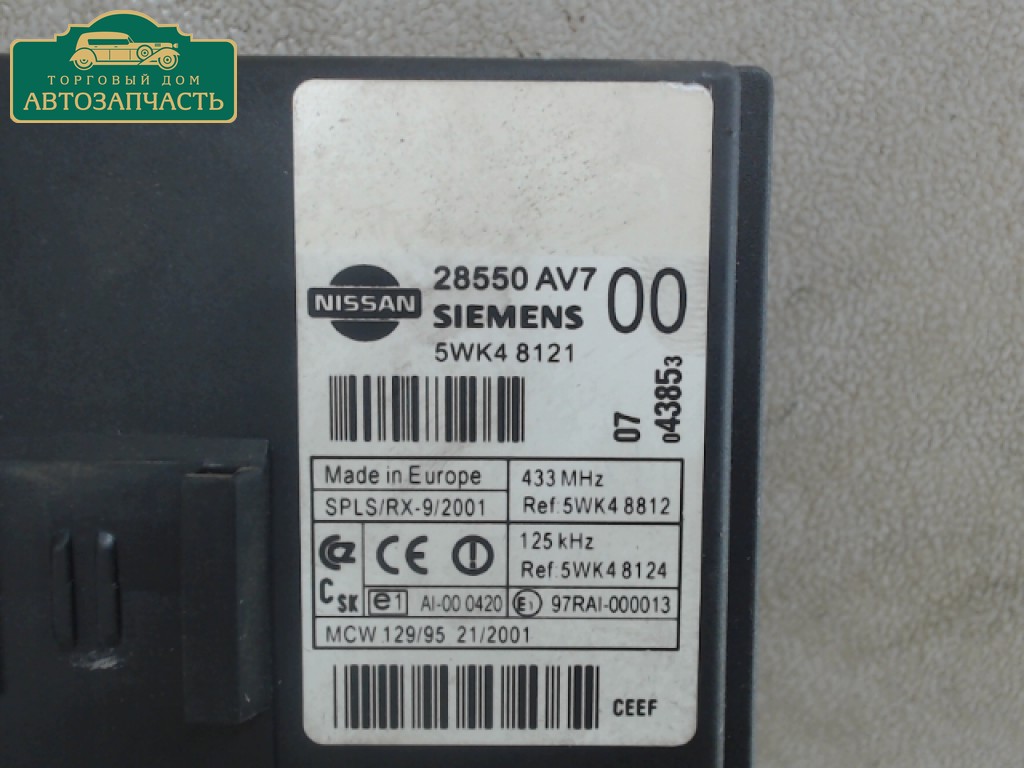 ТОРГОВЫЙ ДОМ
АВТОЗАПЧАСТЬ
NISSAN
28550 AV7 00
SIEMENS
5WK4 8121
07
043853
Made in Europe
433 MHz
SPLS/RX-9/2001
Ref:5WK4 8812
CE
125 kHz
Ref:5WK4 8124
C SK
e1 AI-00 0420
E1 97RAI-000013
MCW 129/95 21/2001
CEEF